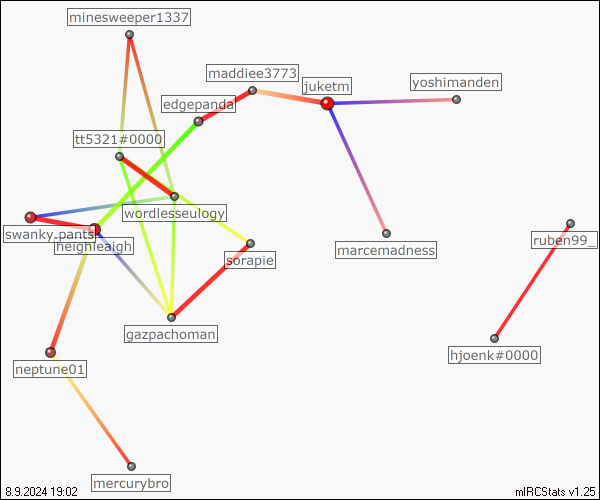 minesweeper1337
maddiee3773
juketm
yoshimanden
edgepanda
tt5321#0000
wordlesseulogy
swanky.pants
heighleaigh
sorapie
marcemadness
ruben99_
gazpachoman
hjoenk#0000
neptune01
mercurybro
8.9.2024 19:02
mIRCStats v1.25